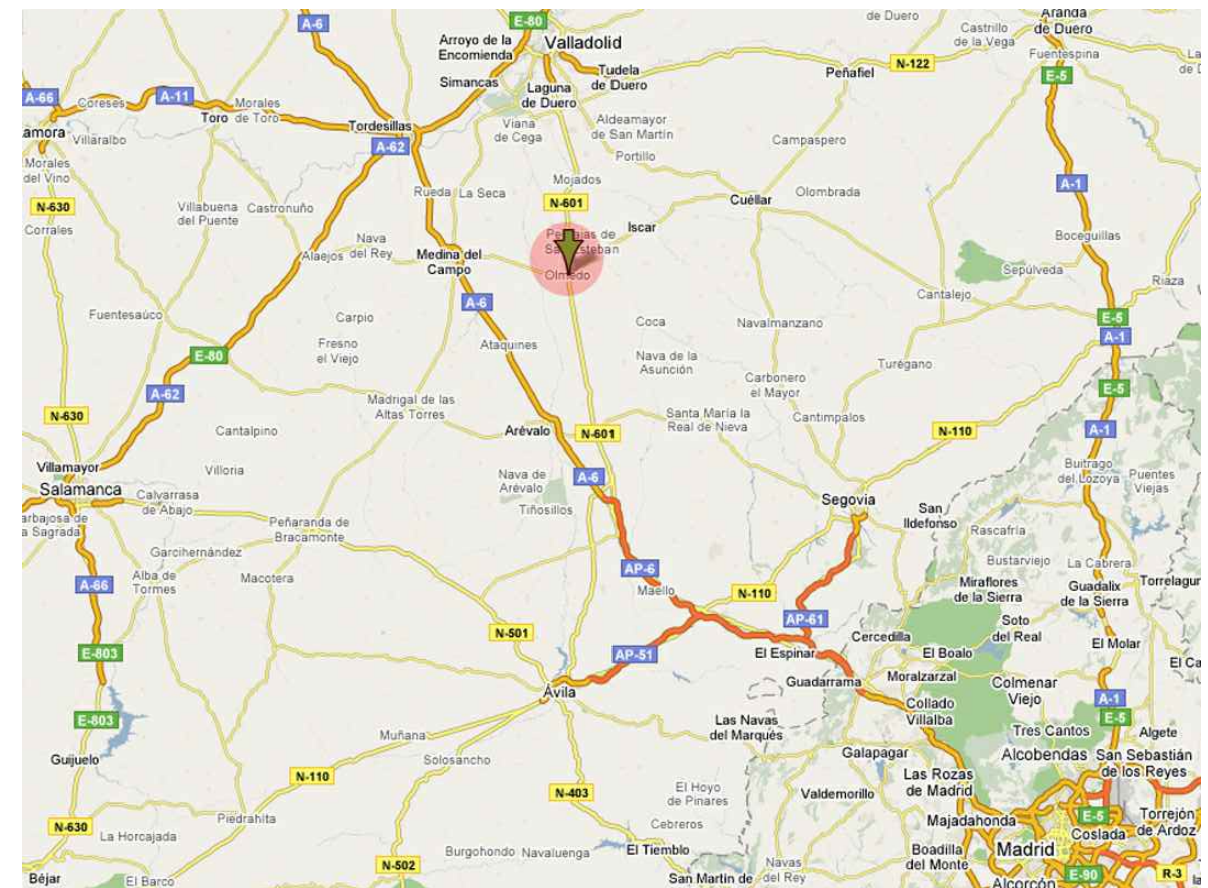 A-6
E-80
Arroyo de la
Encomienda
Valladolid
de Duero
Castrillo
de la Vega
Aranda
de Duero
Fuentespina
N-122
Peñafiel
E-5
Simancas
Laguna
de Duero
Tudela
de Duero
A-66
Coreses
A-11
Morales
de Toro
Toro
Tordesillas
Viana
de Cega
Aldeamayor
de San Martín
Villaralbo
A-62
Portillo
Campaspero
Morales
del Vino
Mojados
A-1
Rueda
La Seca
N-630
Villabuena
del Puente
Castronuño
N-601
Cuéllar
Olombrada
Corrales
Iscar
Nava
del Rey
Alaejos
Medina del
Campo
Olmedo
Boceguillas
Sepúlveda
Riaza
A-6
Cantalejo
Fuentesaúco
Carpio
Coca
Navalmanzano
E-5
A-1
Fresno
el Viejo
Ataquines
E-80
Nava de la
Asunción
Turégano
Carbonero
el Mayor
E-5
A-62
Madrigal de las
Altas Torres
N-630
Santa María la
Real de Nieva
Cantimpalos
Cantalpino
Arévalo
N-601
N-110
A-1
Villamayor
Villoria
Nava de
Arévalo
A-6
Buitrago
del Lozoya
Puentes
Viejas
Salamanca
Calvarrasa
de Abajo
Tiñosillos
Segovia
San
Ildefonso
Peñaranda de
Bracamonte
Rascafría
Garcihernández
Bustarviejo
La Cabrera
Alba de
Tormes
Macotera
AP-6
Maello
A-66
N-110
Miraflores
de la Sierra
Guadalix
de la Sierra
AP-61
Soto
del Real
N-501
Cercedilla
El Molar
E-803
AP-51
El Espinar
El Boalo
Guadarrama
Moralzarzal
Colmenar
Viejo
Ávila
Collado
Villalba
A-1
E-5
E-803
Las Navas
del Marqués
Tres Cantos
Algete
Muñana
Guijuelo
Solosancho
Galapagar
Alcobendas
San Sebastián
de los Reyes
N-110
N-403
El Hoyo
de Pinares
Valdemorillo
Las Rozas
de Madrid
Piedrahita
N-630
La Horcajada
Cebreros
Majadahonda
E-5
Torrejón
de Ardoz
Coslada
Burgohondo
Navaluenga
El Tiemblo
Boadilla
del Monte
Madrid
N-502
Béjar
El Barco
San Martín de
Navas
del Rey
Alcorcón
E-90
R-3